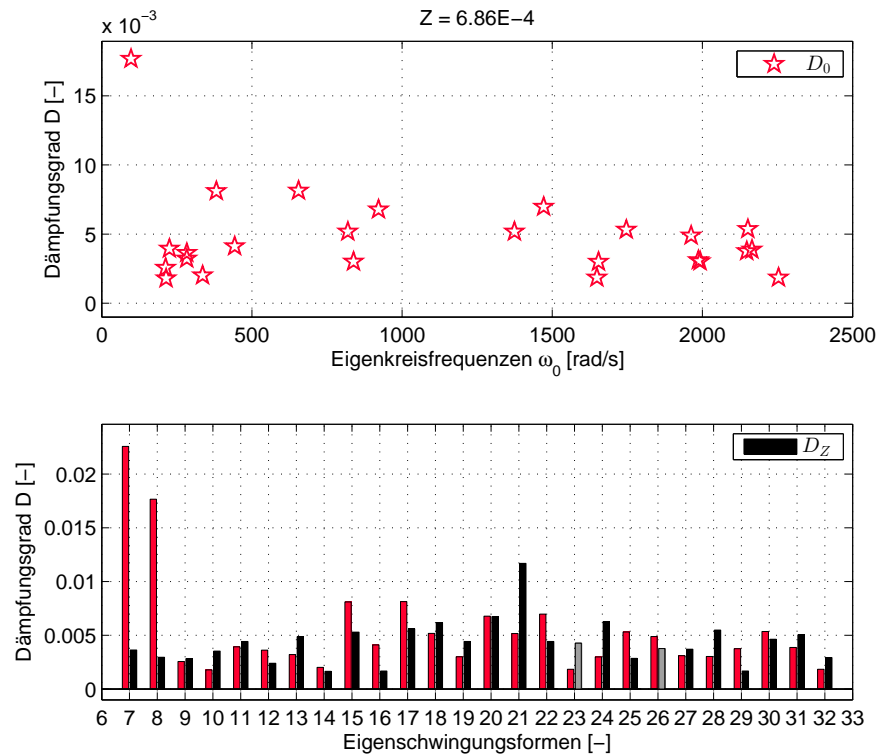 Z = 6.86E−4
x 10−3
D0
15
10
5
0
Dämpfungsgrad D [−]
0 500 1000 1500 2000 2500
Eigenkreisfrequenzen ω0 [rad/s]
DZ
0.02
0.015
0.01
0.005
0
Dämpfungsgrad D [−]
6 7 8 9 10 11 12 13 14 15 16 17 18 19 20 21 22 23 24 25 26 27 28 29 30 31 32 33
Eigenschwingungsformen [−]